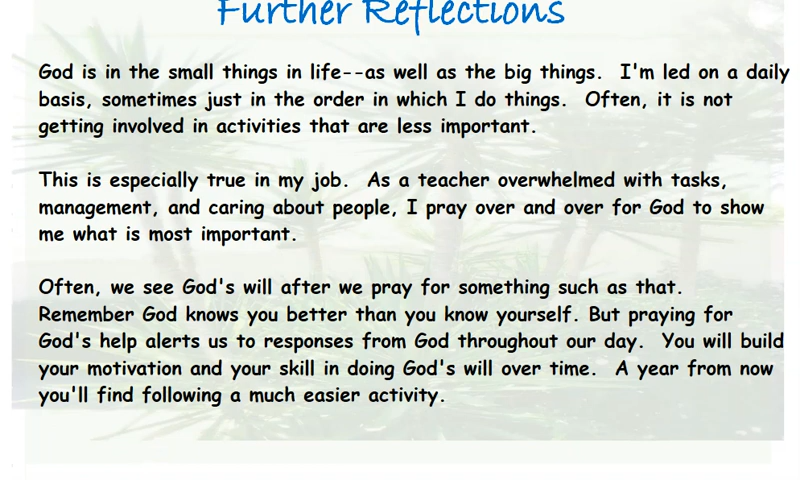 Further Reflections
God is in the small things in life--as well as the big things.  I'm led on a daily
basis, sometimes just in the order in which I do things.  Often, it is not
getting involved in activities that are less important.
This is especially true in my job.  As a teacher overwhelmed with tasks,
management, and caring about people, I pray over and over for God to show
me what is most important.
Often, we see God's will after we pray for something such as that.
Remember God knows you better than you know yourself. But praying for
God's help alerts us to responses from God throughout our day.  You will build
your motivation and your skill in doing God's will over time.  A year from now
you'll find following a much easier activity.